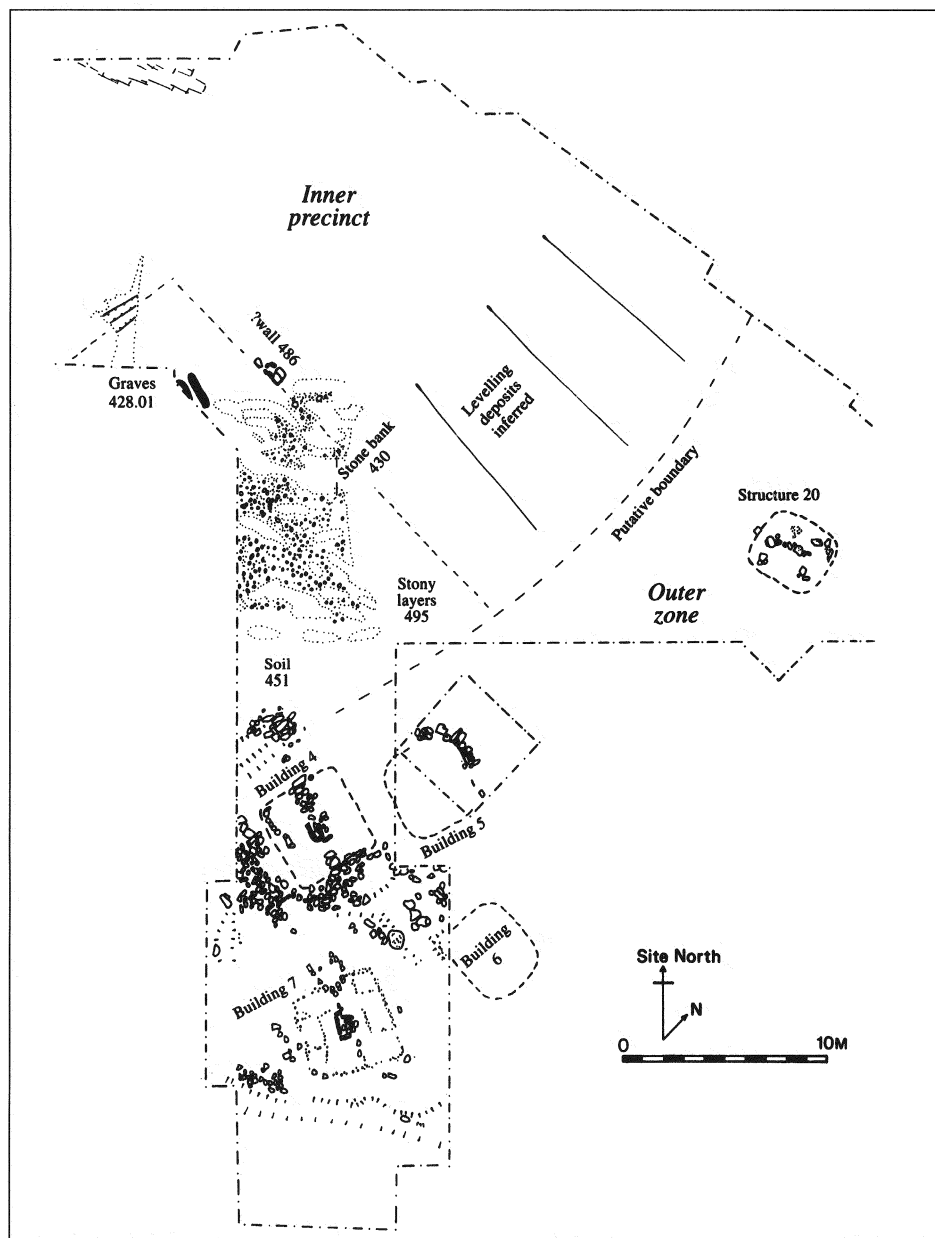 Inner
precinct
?wall 486
Graves
428.01
Levelling
deposits
inferred
Stone bank
430
Putative boundary
Structure 20
Stony
layers
495
Outer
zone
Soil
451
Building 4
Building 5
Building
6
Building 7
Site North
N
0
10M